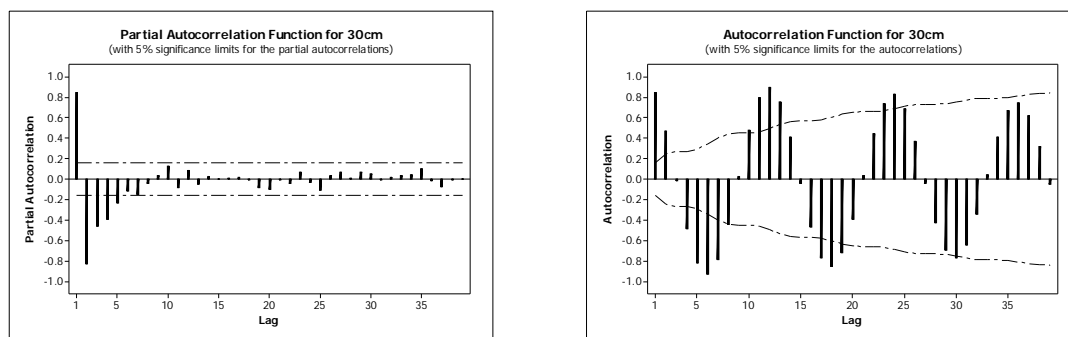 Partial Autocorrelation Function for 30cm
(with 5% significance limits for the partial autocorrelations)
1.0
0.8
0.6
0.4
0.2
0.0
-0.2
-0.4
-0.6
-0.8
-1.0
Partial Autocorrelation
1 5 10 15 20 25 30 35
Lag
Autocorrelation Function for 30cm
(with 5% significance limits for the autocorrelations)
1.0
0.8
0.6
0.4
0.2
0.0
-0.2
-0.4
-0.6
-0.8
-1.0
Autocorrelation
1 5 10 15 20 25 30 35
Lag